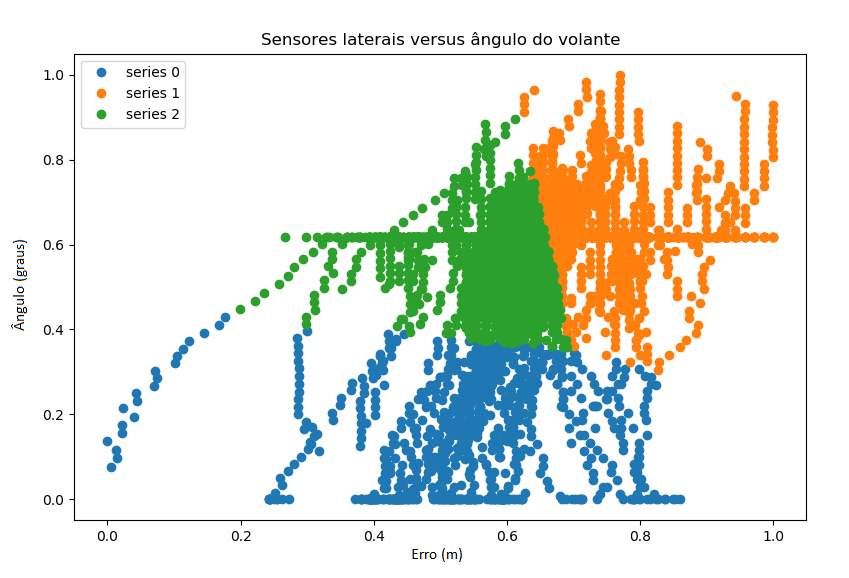 Sensores laterais versus ângulo do volante
series 0
series 1
series 2
Ângulo (graus)
1.0
0.8
0.6
0.4
0.2
0.0
0.0 0.2 0.4 0.6 0.8 1.0
Erro (m)